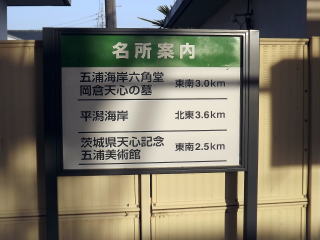 名所案内
五浦海岸六角堂
岡倉天心の墓 東南3.0km
平潟海岸 北東3.6km
茨城県天心記念
五浦美術館 東南2.5km